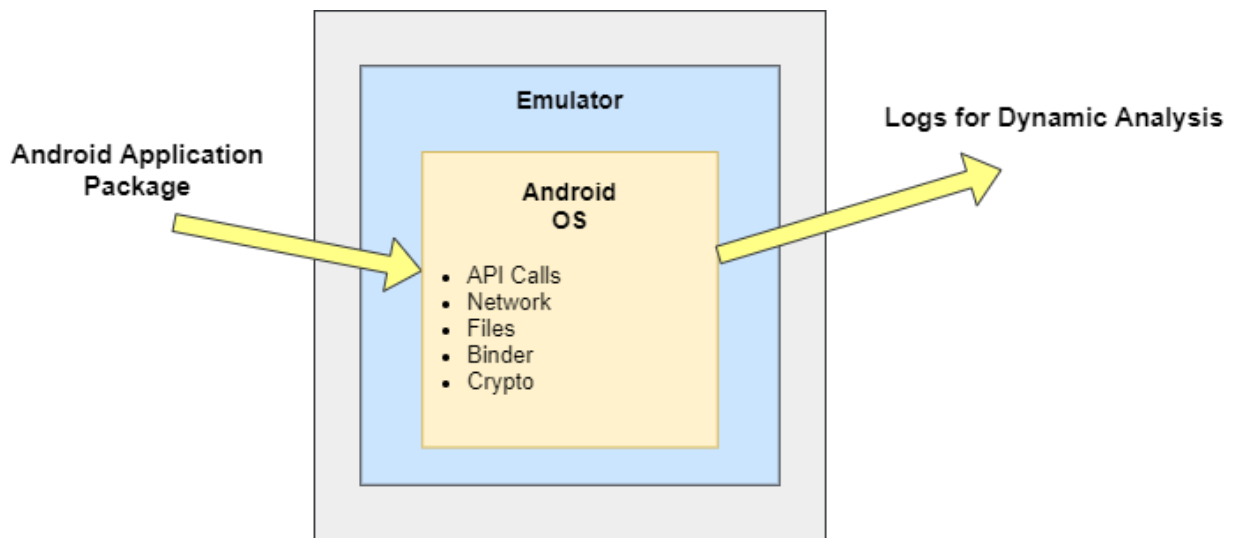 Emulator
Logs for Dynamic Analysis
Android Application
Package
Android
OS
• API Calls
• Network
• Files
• Binder
• Crypto